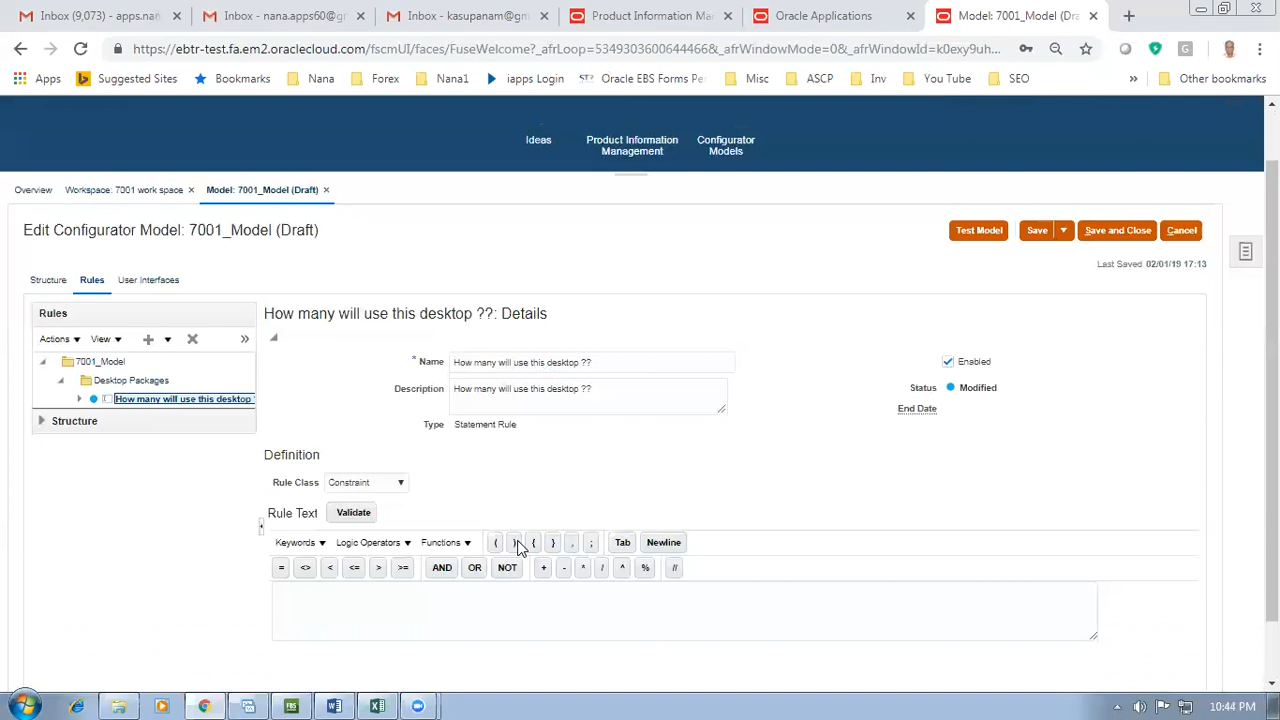 Inbox (9,073) - apps.na
Inbox - nana.apps60@g
Inbox - kasupanam@gm
Product Information M
Oracle Applications
Model: 7001_Model (Dr
https://ebtr-test.fa.em2.oraclecloud.com/fscmUI/faces/FuseWelcome?_afrLoop=53493036006444466&_afrWindowMode=0&_afrWindowId=k0exy9uh...
Apps
Suggested Sites
Bookmarks
Nana
Forex
Nana1
iapps Login
Oracle EBS Forms Per
Misc
ASCP
Inv
You Tube
SEO
»
Other bookmarks
Ideas
Product Information
Management
Configurator
Models
Overview
Workspace: 7001 work space
Model: 7001_Model (Draft)
Edit Configurator Model: 7001_Model (Draft)
Test Model
Save
Save and Close
Cancel
Last Saved 02/01/19 17:13
Structure
Rules
User Interfaces
Rules
How many will use this desktop ??: Details
Actions
View
»
7001_Model
Desktop Packages
How many will use this desktop ?
Structure
* Name
How many will use this desktop ??
Enabled
Description
How many will use this desktop ??
Status
Modified
End Date
Type
Statement Rule
Definition
Rule Class
Constraint
Rule Text
Validate
Keywords
Logic Operators
Functions
( ) { } , ;
Tab
Newline
= <> < <= > >=
AND OR NOT
+ - * / ^ % //
10:44 PM